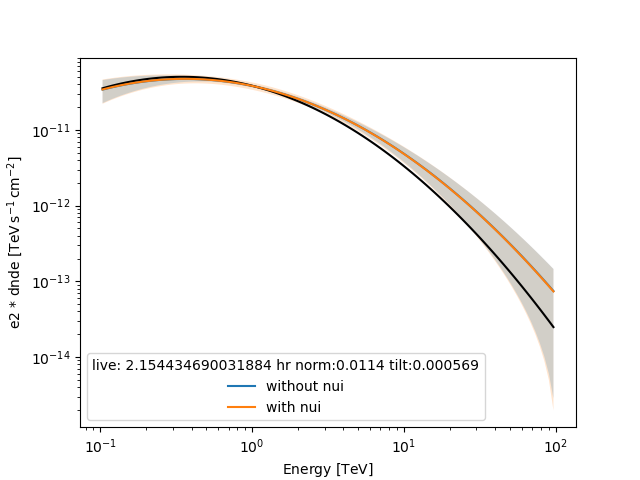 10⁻¹¹
10⁻¹²
10⁻¹³
10⁻¹⁴
e2 * dnde [TeV s⁻¹ cm⁻²]
live: 2.154434690031884 hr norm:0.0114 tilt:0.000569
without nui
with nui
10⁻¹ 10⁰ 10¹ 10²
Energy [TeV]